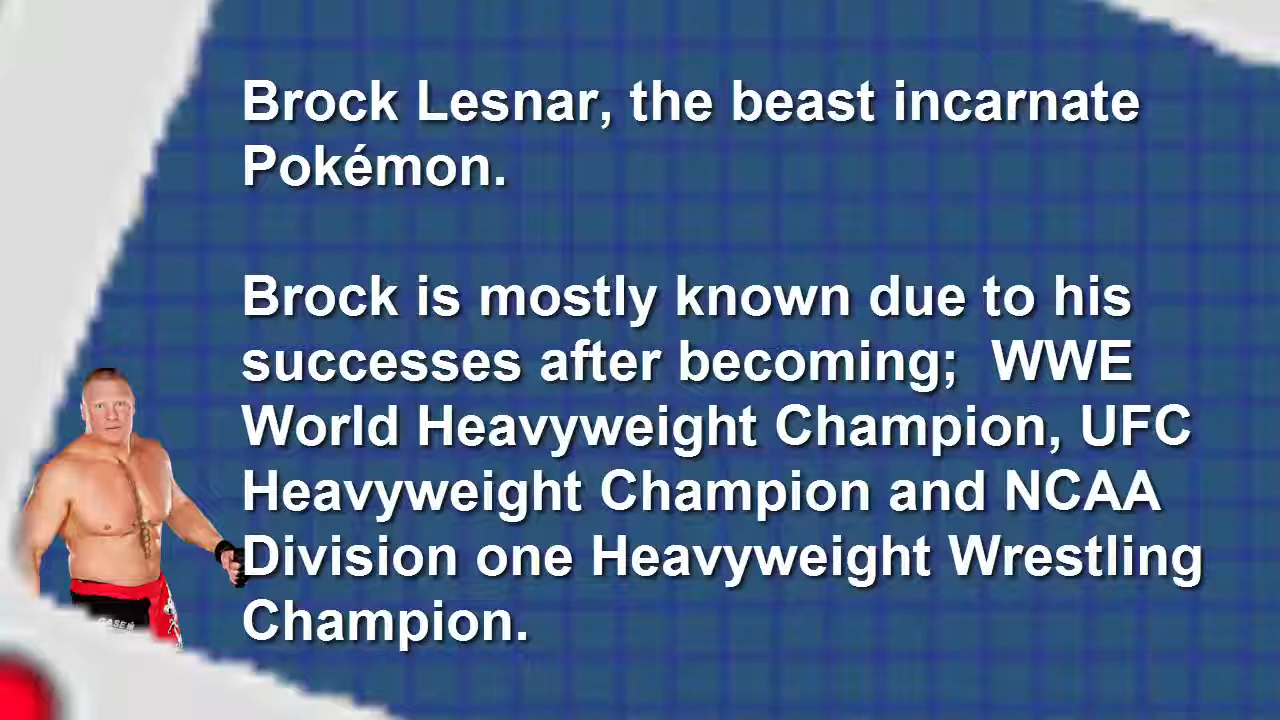 Brock Lesnar, the beast incarnate
Pokémon.
Brock is mostly known due to his
successes after becoming;  WWE
World Heavyweight Champion, UFC
Heavyweight Champion and NCAA
Division one Heavyweight Wrestling
Champion.
CASE